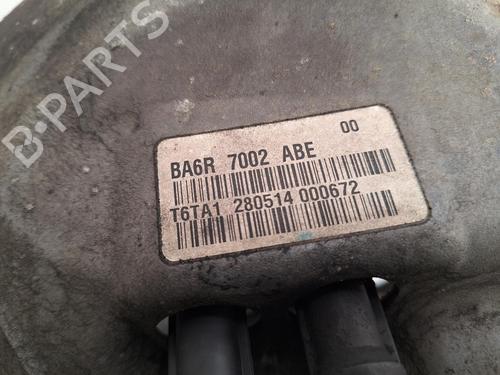 00
BA6R 7002 ABE
T6TA1 280514 000672
B-PARTS